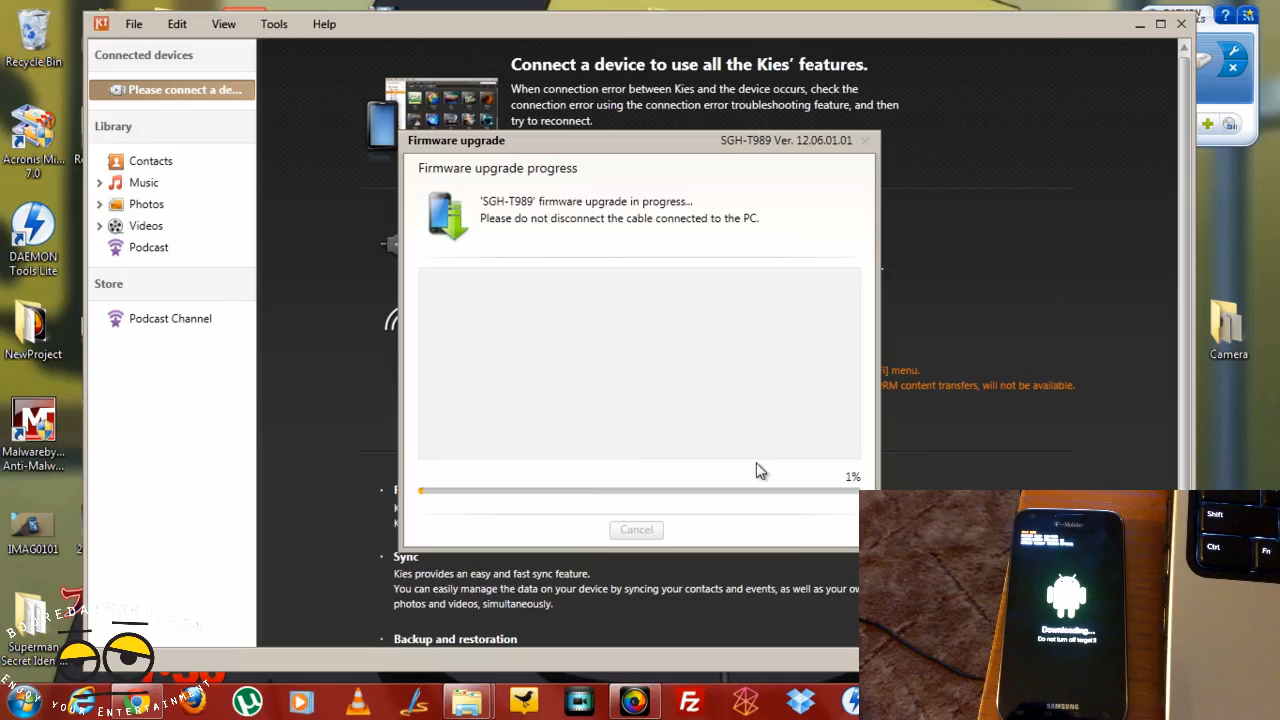 File Edit View Tools Help
Connected devices
Please connect a de...
Library
Contacts
Music
Photos
Videos
Podcast
Store
Podcast Channel
Connect a device to use all the Kies' features.
When connection error between Kies and the device occurs, check the
connection error using the connection error troubleshooting feature, and then
try to reconnect.
Firmware upgrade
SGH-T989 Ver. 12.06.01.01
Firmware upgrade progress
'SGH-T989' firmware upgrade in progress...
Please do not disconnect the cable connected to the PC.
1%
Cancel
] menu.
RM content transfers, will not be available.
Sync
Kies provides an easy and fast sync feature.
You can easily manage the data on your device by syncing your contacts and events, as well as your ow
photos and videos, simultaneously.
Backup and restoration
Recycle Bin
Acronis Mi...
7.0
DAEMON
Tools Lite
NewProject
Malwareby...
Anti-Malw...
IMAG0101
Superman
Secret Iden
Camera
ENJOY YOUR ENTERTAINMENT
T-Mobile
Downloading...
Do not turn off target!!
SAMSUNG
Shift
Ctrl
Fn